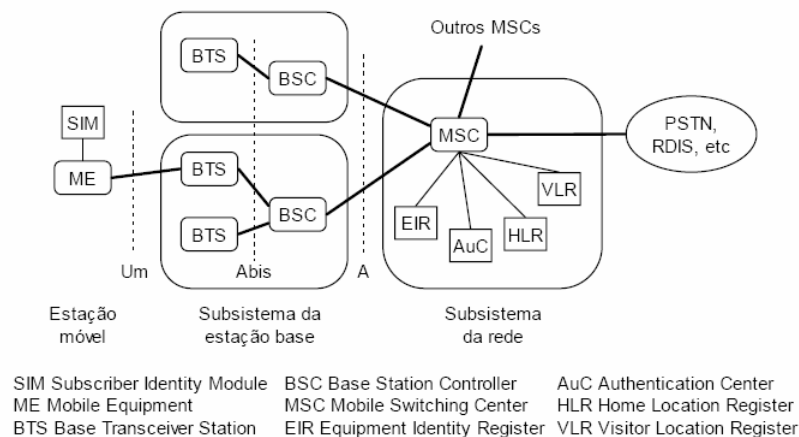 Outros MSCs
BTS
BSC
SIM
ME
BTS
BTS
BSC
MSC
EIR
AuC
HLR
VLR
PSTN,
RDIS, etc
Um
Abis
A
Estação
móvel
Subsistema da
estação base
Subsistema
da rede
SIM Subscriber Identity Module
ME Mobile Equipment
BTS Base Transceiver Station
BSC Base Station Controller
MSC Mobile Switching Center
EIR Equipment Identity Register
AuC Authentication Center
HLR Home Location Register
VLR Visitor Location Register